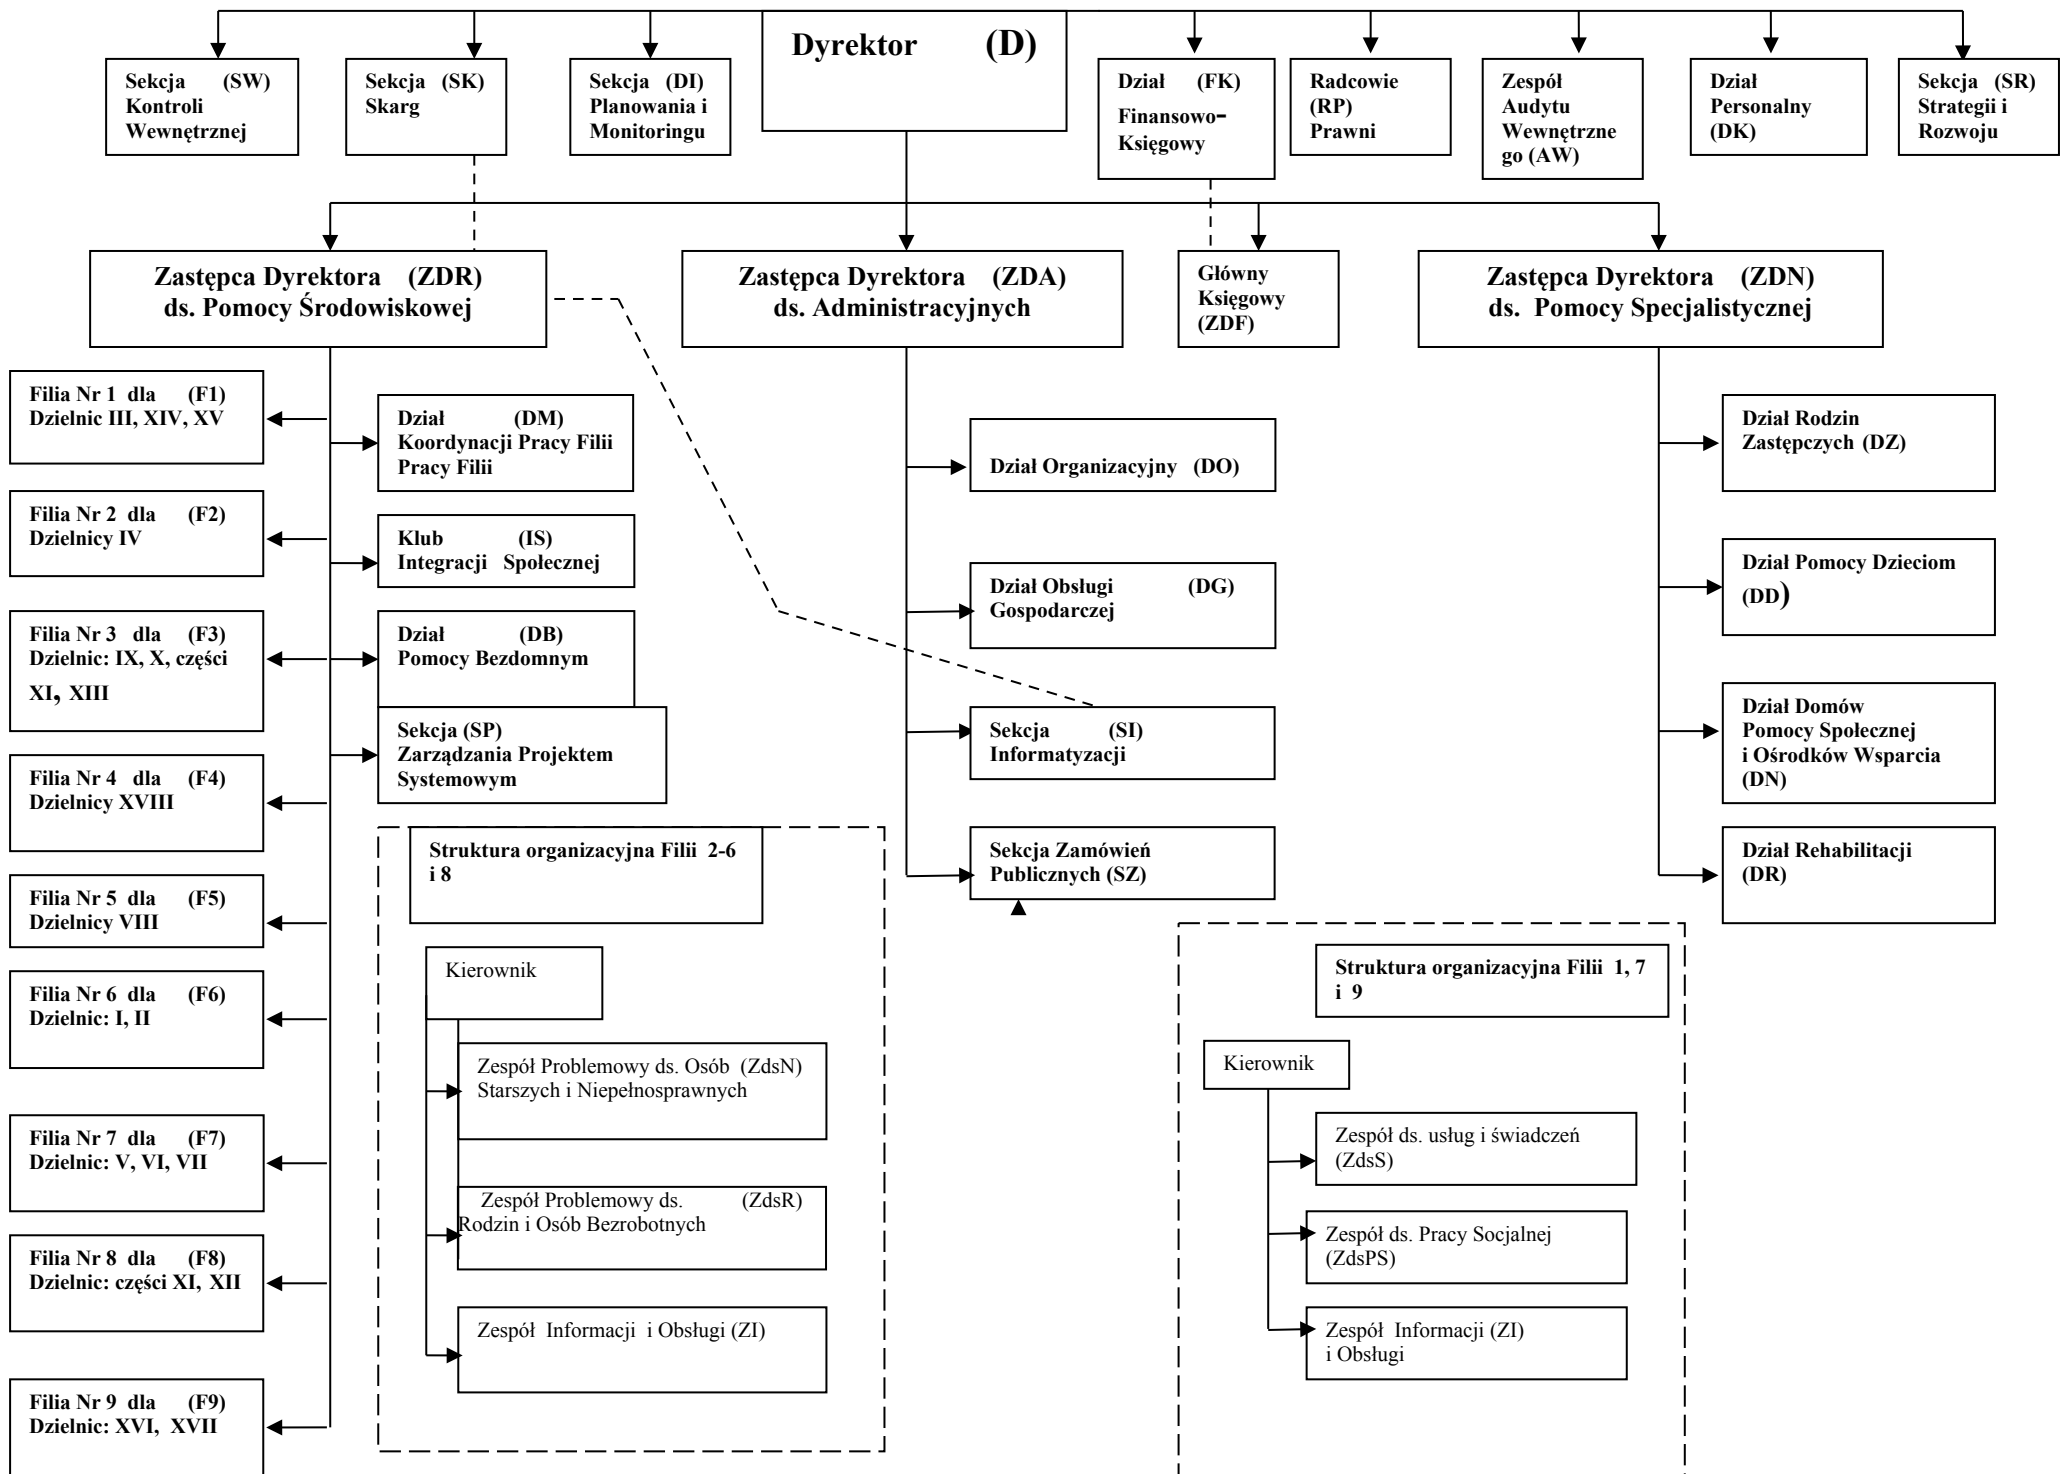 Dyrektor (D)
Sekcja (SW)
Kontroli
Wewnętrznej
Sekcja (SK)
Skarg
Sekcja (DI)
Planowania i
Monitoringu
Dział (FK)
Finansowo-
Księgowy
Radcowie
(RP)
Prawni
Zespół
Audytu
Wewnętrzne
go (AW)
Dział
Personalny
(DK)
Sekcja (SR)
Strategii i
Rozwoju
Zastępca Dyrektora (ZDR)
ds. Pomocy Środowiskowej
Zastępca Dyrektora (ZDA)
ds. Administracyjnych
Główny
Księgowy
(ZDF)
Zastępca Dyrektora (ZDN)
ds. Pomocy Specjalistycznej
Filia Nr 1 dla (F1)
Dzielnic III, XIV, XV
Filia Nr 2 dla (F2)
Dzielnicy IV
Filia Nr 3 dla (F3)
Dzielnic: IX, X, części
XI, XIII
Filia Nr 4 dla (F4)
Dzielnicy XVIII
Filia Nr 5 dla (F5)
Dzielnicy VIII
Filia Nr 6 dla (F6)
Dzielnic: I, II
Filia Nr 7 dla (F7)
Dzielnic: V, VI, VII
Filia Nr 8 dla (F8)
Dzielnic: części XI, XII
Filia Nr 9 dla (F9)
Dzielnic: XVI, XVII
Dział (DM)
Koordynacji Pracy Filii
Pracy Filii
Klub (IS)
Integracji Społecznej
Dział (DB)
Pomocy Bezdomnym
Sekcja (SP)
Zarządzania Projektem
Systemowym
Struktura organizacyjna Filii 2-6
i 8
Kierownik
Zespół Problemowy ds. Osób (ZdsN)
Starszych i Niepełnosprawnych
Zespół Problemowy ds. (ZdsR)
Rodzin i Osób Bezrobotnych
Zespół Informacji i Obsługi (ZI)
Dział Organizacyjny (DO)
Dział Obsługi (DG)
Gospodarczej
Sekcja (SI)
Informatyzacji
Sekcja Zamówień
Publicznych (SZ)
Dział Rodzin
Zastępczych (DZ)
Dział Pomocy Dzieciom
(DD)
Dział Domów
Pomocy Społecznej
i Ośrodków Wsparcia
(DN)
Dział Rehabilitacji
(DR)
Struktura organizacyjna Filii 1, 7
i 9
Kierownik
Zespół ds. usług i świadczeń
(ZdsS)
Zespół ds. Pracy Socjalnej
(ZdsPS)
Zespół Informacji (ZI)
i Obsługi